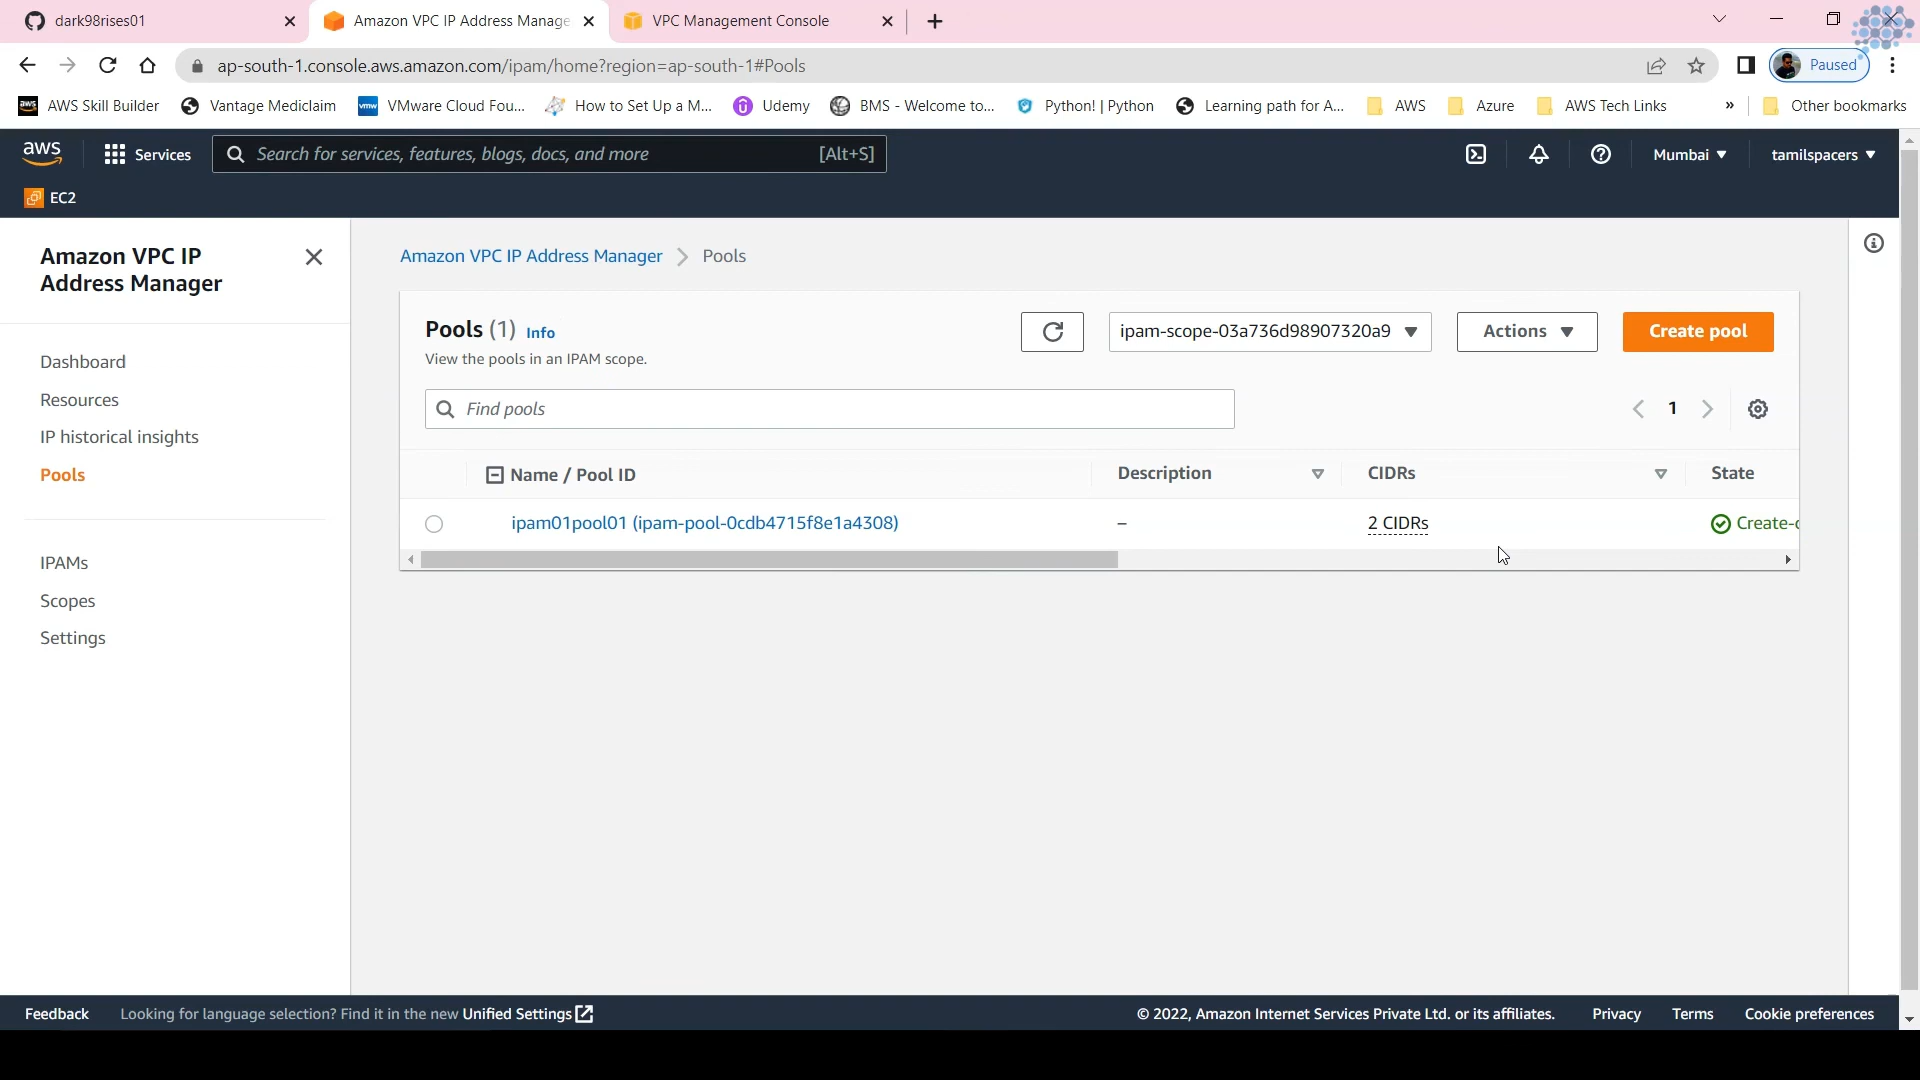 dark98rises01
Amazon VPC IP Address Manage
VPC Management Console
ap-south-1.console.aws.amazon.com/ipam/home?region=ap-south-1#Pools
Paused
aws AWS Skill Builder
Vantage Mediclaim
vmw VMware Cloud Fou...
How to Set Up a M...
Udemy
BMS - Welcome to...
Python! | Python
Learning path for A...
AWS
Azure
AWS Tech Links
»
Other bookmarks
aws
Services
Search for services, features, blogs, docs, and more [Alt+S]
Mumbai
tamilspacers
EC2
Amazon VPC IP
Address Manager
Dashboard
Resources
IP historical insights
Pools
IPAMs
Scopes
Settings
Amazon VPC IP Address Manager
Pools
Pools (1) Info
View the pools in an IPAM scope.
ipam-scope-03a736d98907320a9
Actions
Create pool
Find pools
1
Name / Pool ID
Description
CIDRs
State
ipam01pool01 (ipam-pool-0cdb4715f8e1a4308)
–
2 CIDRs
Create-c
Feedback
Looking for language selection? Find it in the new Unified Settings
© 2022, Amazon Internet Services Private Ltd. or its affiliates.
Privacy
Terms
Cookie preferences